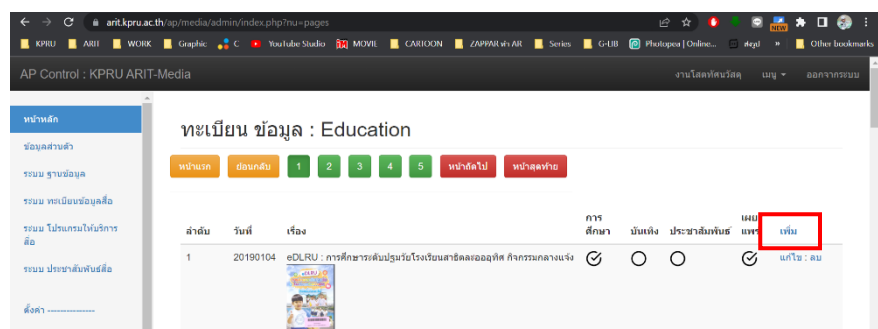 arit.kpru.ac.th/ap/media/admin/index.php?nu=pages
NEW
KPRU ARIT WORK Graphic C YouTube Studio MOVIE CARTOON ZAPPAR ทำ AR Series G-LIB Photopea | Online... สรุป » Other bookmarks
AP Control : KPRU ARIT-Media งานโสตทัศนวัสดุ เมนู ออกจากระบบ
หน้าหลัก
ข้อมูลส่วนตัว
ระบบ ฐานข้อมูล
ระบบ ทะเบียนข้อมูลสื่อ
ระบบ โปรแกรมให้บริการ
สื่อ
ระบบ ประชาสัมพันธ์สื่อ
ตั้งค่า ---------------
ทะเบียน ข้อมูล : Education
หน้าแรก ย้อนกลับ 1 2 3 4 5 หน้าถัดไป หน้าสุดท้าย
ลำดับ วันที่ เรื่อง การ
ศึกษา บันเทิง ประชาสัมพันธ์ เผย
แพร่ เพิ่ม
1 20190104 eDLRU : การศึกษาระดับปฐมวัยโรงเรียนสาธิตละอออุทิศ กิจกรรมกลางแจ้ง แก้ไข : ลบ
eDLRU